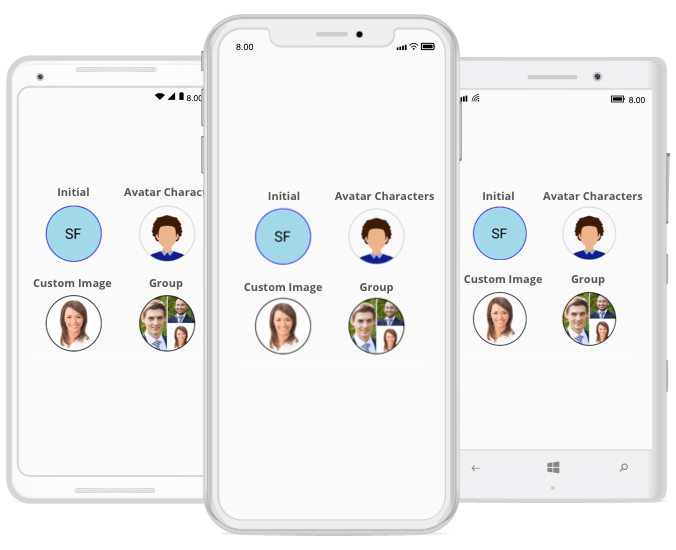 8.00
Initial
Avatar Charact
SF
Custom Image
Group
8.00
Initial
Avatar Characters
SF
Custom Image
Group
8.00
Initial
Avatar Characters
SF
Custom Image
Group